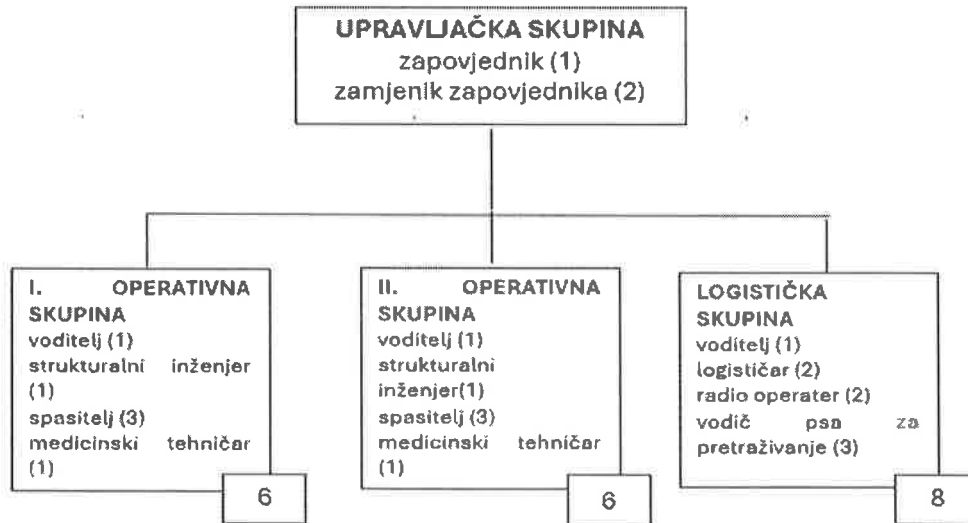 UPRAVLJAČKA SKUPINA
zapovjednik (1)
zamjenik zapovjednika (2)
I. OPERATIVNA
SKUPINA
voditelj (1)
strukturalni inženjer
(1)
spasitelj (3)
medicinski tehničar
(1)
6
II. OPERATIVNA
SKUPINA
voditelj (1)
strukturalni
inženjer(1)
spasitelj (3)
medicinski tehničar
(1)
6
LOGISTIČKA
SKUPINA
voditelj (1)
logističar (2)
radio operater (2)
vodič psa za
pretraživanje (3)
8